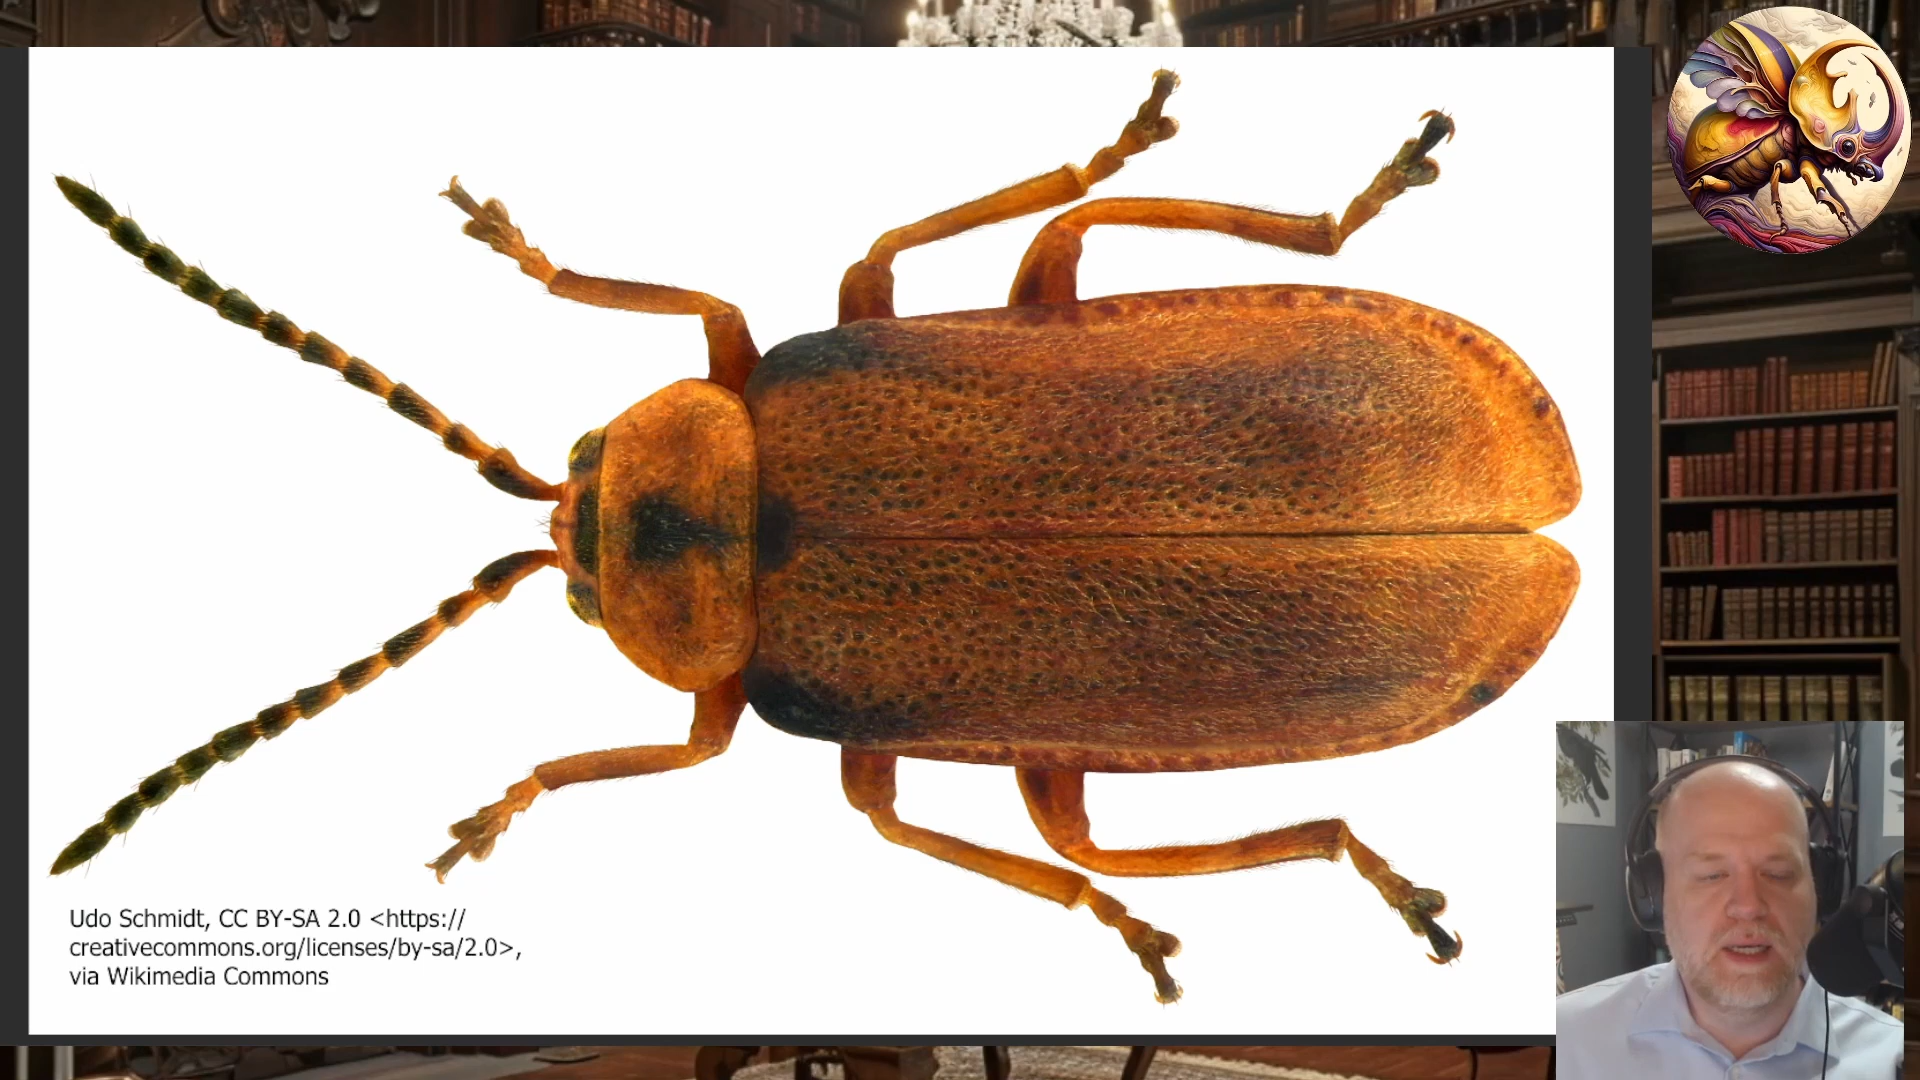 Udo Schmidt, CC BY-SA 2.0 <https://
creativecommons.org/licenses/by-sa/2.0>,
via Wikimedia Commons